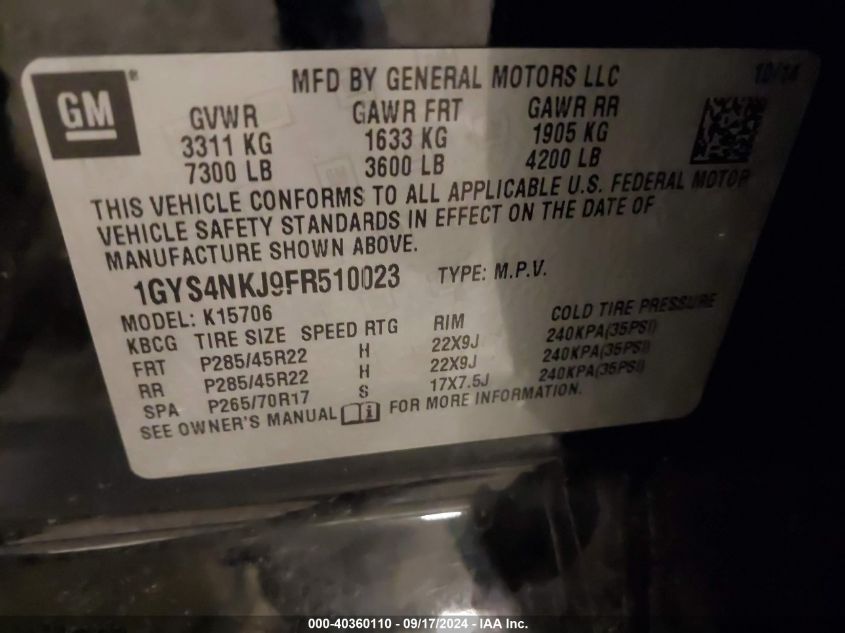 GM ®
MFD BY GENERAL MOTORS LLC 10/14
GVWR GAWR FRT GAWR RR
3311 KG 1633 KG 1905 KG
7300 LB 3600 LB 4200 LB
THIS VEHICLE CONFORMS TO ALL APPLICABLE U.S. FEDERAL MOTOR
VEHICLE SAFETY STANDARDS IN EFFECT ON THE DATE OF
MANUFACTURE SHOWN ABOVE.
1GYS4NKJ9FR510023 TYPE: M.P.V.
MODEL: K15706
KBCG TIRE SIZE SPEED RTG RIM COLD TIRE PRESSURE
FRT P285/45R22 H 22X9J 240KPA(35PSI)
RR P285/45R22 H 22X9J 240KPA(35PSI)
SPA P265/70R17 S 17X7.5J 240KPA(35PSI)
SEE OWNER'S MANUAL FOR MORE INFORMATION.
000-40360110 - 09/17/2024 - IAA Inc.